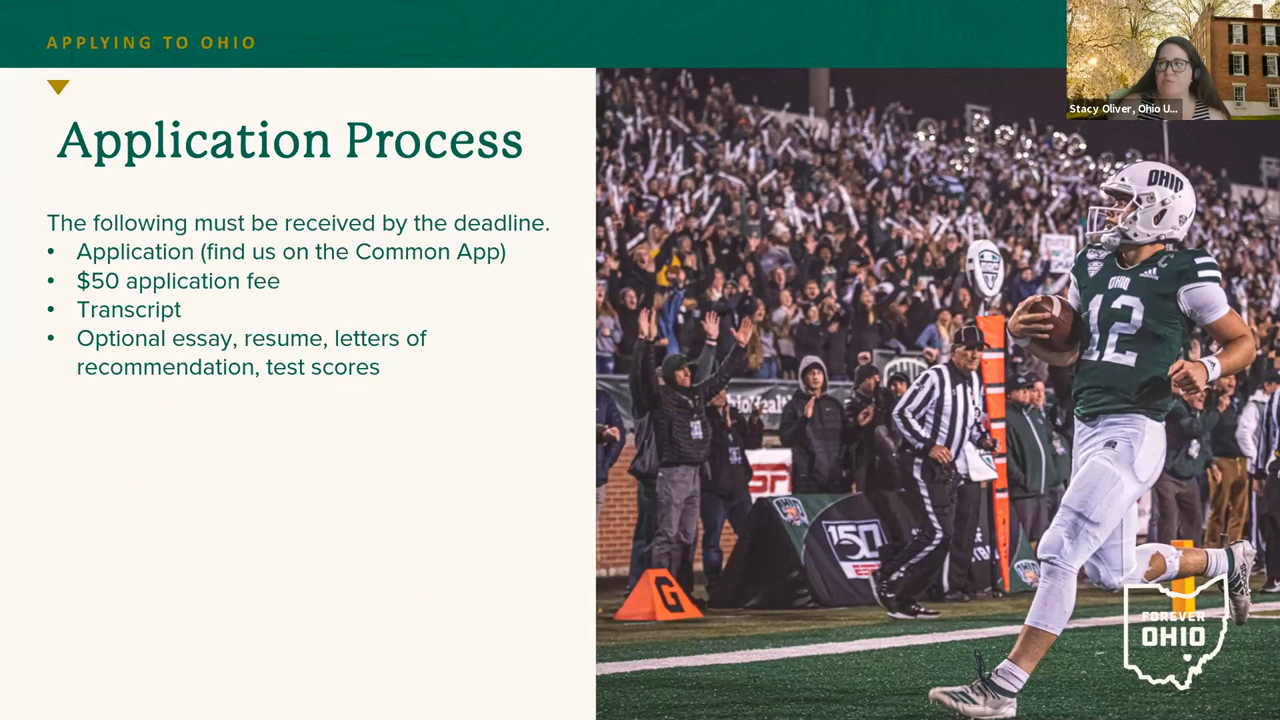 APPLYING TO OHIO
Stacy Oliver, Ohio U...
Application Process
The following must be received by the deadline.
• Application (find us on the Common App)
• $50 application fee
• Transcript
• Optional essay, resume, letters of
recommendation, test scores
OHIO
C
OHIO
12
150
G
FOREVER
OHIO